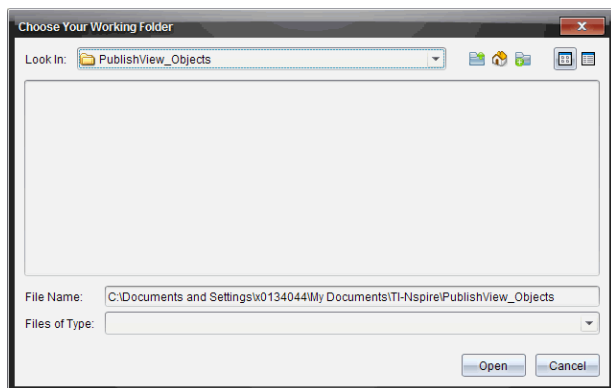 Choose Your Working Folder
Look In: PublishView_Objects
File Name: C:\Documents and Settings\x0134044\My Documents\TI-Nspire\PublishView_Objects
Files of Type:
Open Cancel